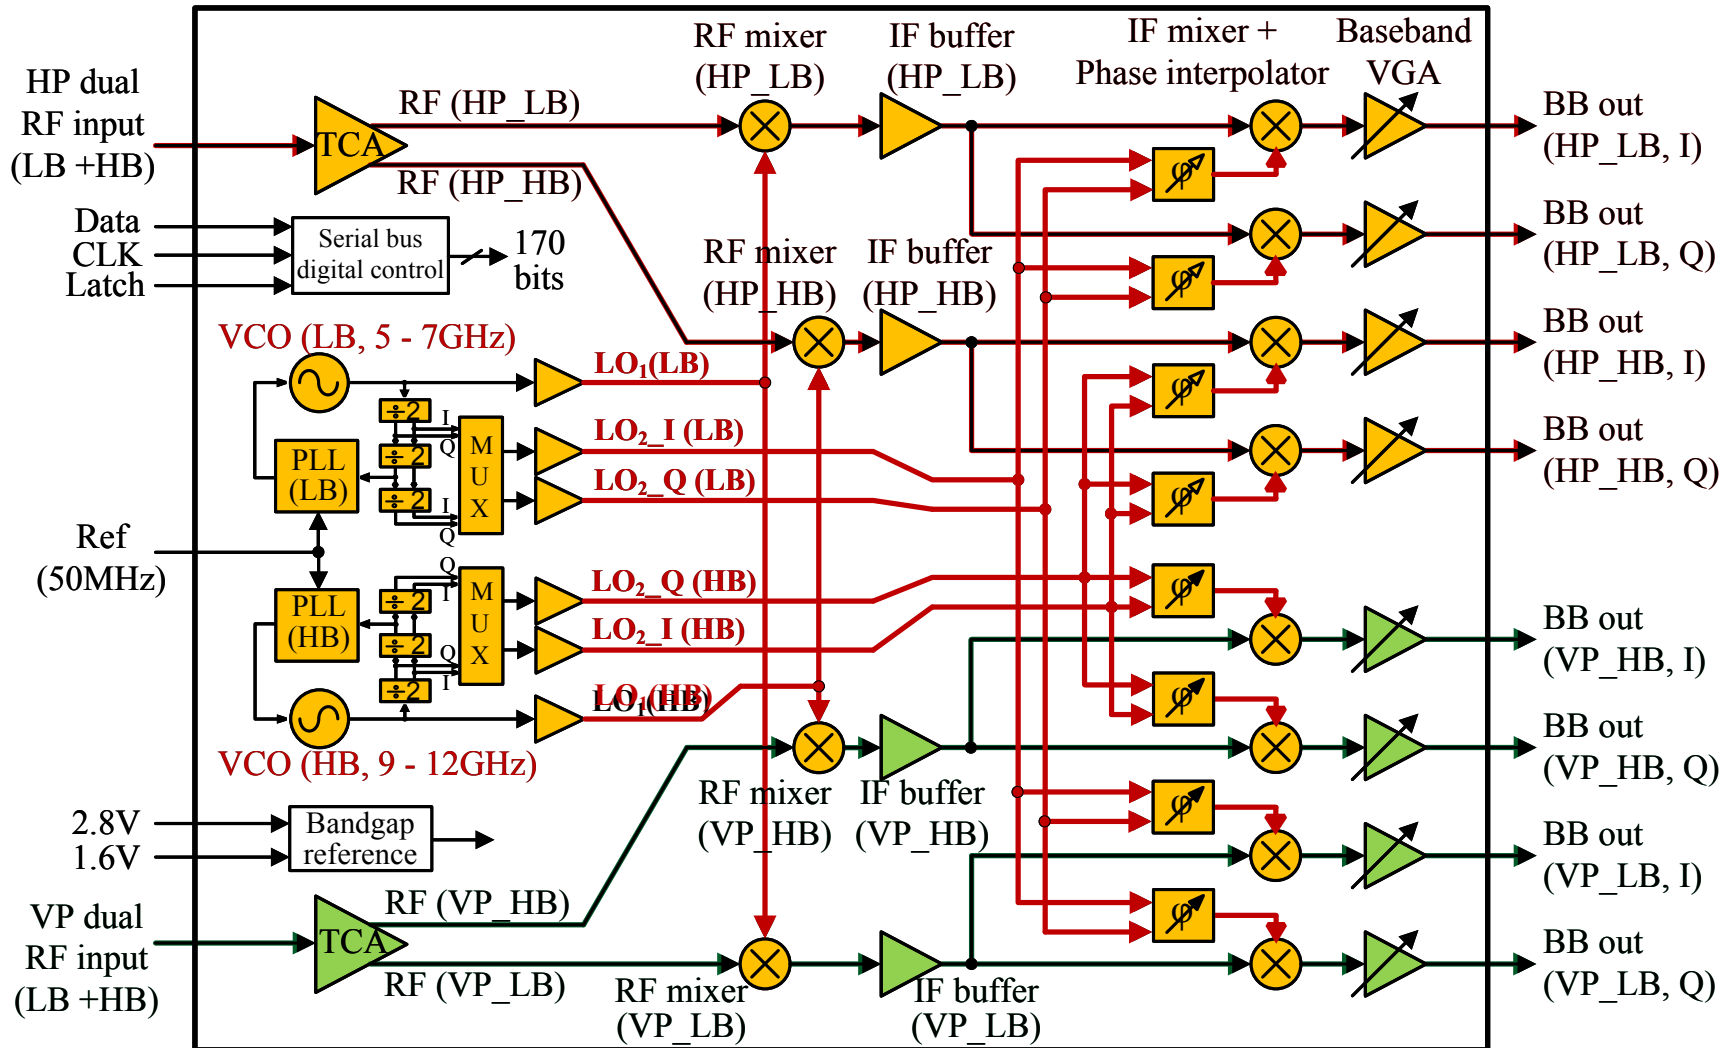 RF mixer
(HP_LB)
IF buffer
(HP_LB)
IF mixer +
Phase interpolator
Baseband
VGA
HP dual
RF input
(LB +HB)
TCA
RF (HP_LB)
RF (HP_HB)
BB out
(HP_LB, I)
φ
Data
CLK
Latch
Serial bus
digital control
170
bits
BB out
(HP_LB, Q)
φ
RF mixer
(HP_HB)
IF buffer
(HP_HB)
BB out
(HP_HB, I)
φ
BB out
(HP_HB, Q)
φ
VCO (LB, 5 - 7GHz)
LO₁(LB)
÷2
÷2
÷2
I
Q
I
Q
M
U
X
PLL
(LB)
LO₂_I (LB)
LO₂_Q (LB)
Ref
(50MHz)
PLL
(HB)
Q
I
Q
I
÷2
÷2
÷2
M
U
X
LO₂_Q (HB)
LO₂_I (HB)
LO₁(HB)
LO₁(HB)
VCO (HB, 9 - 12GHz)
φ
BB out
(VP_HB, I)
φ
BB out
(VP_HB, Q)
RF mixer
(VP_HB)
IF buffer
(VP_HB)
2.8V
1.6V
Bandgap
reference
φ
BB out
(VP_LB, I)
VP dual
RF input
(LB +HB)
TCA
RF (VP_HB)
RF (VP_LB)
RF mixer
(VP_LB)
IF buffer
(VP_LB)
φ
BB out
(VP_LB, Q)